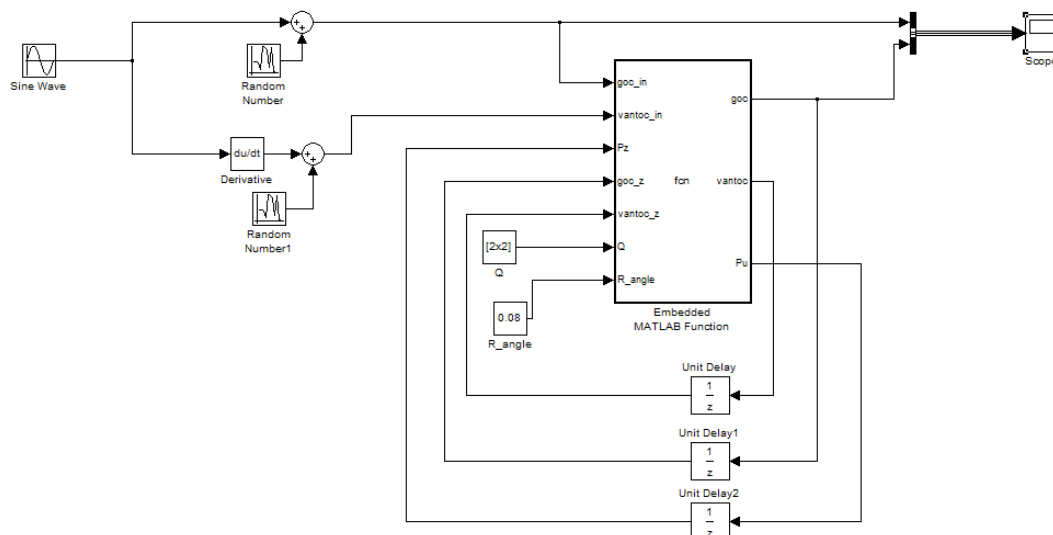 Sine Wave
+
+
Random
Number
du/dt
Derivative
+
+
Random
Number1
goc_in
vantoc_in
Pz
goc_z
vantoc_z
Q
R_angle
fcn
goc
vantoc
Pu
Embedded
MATLAB Function
[2x2]
Q
0.08
R_angle
Scope
Unit Delay
1
z
Unit Delay1
1
z
Unit Delay2
1
z